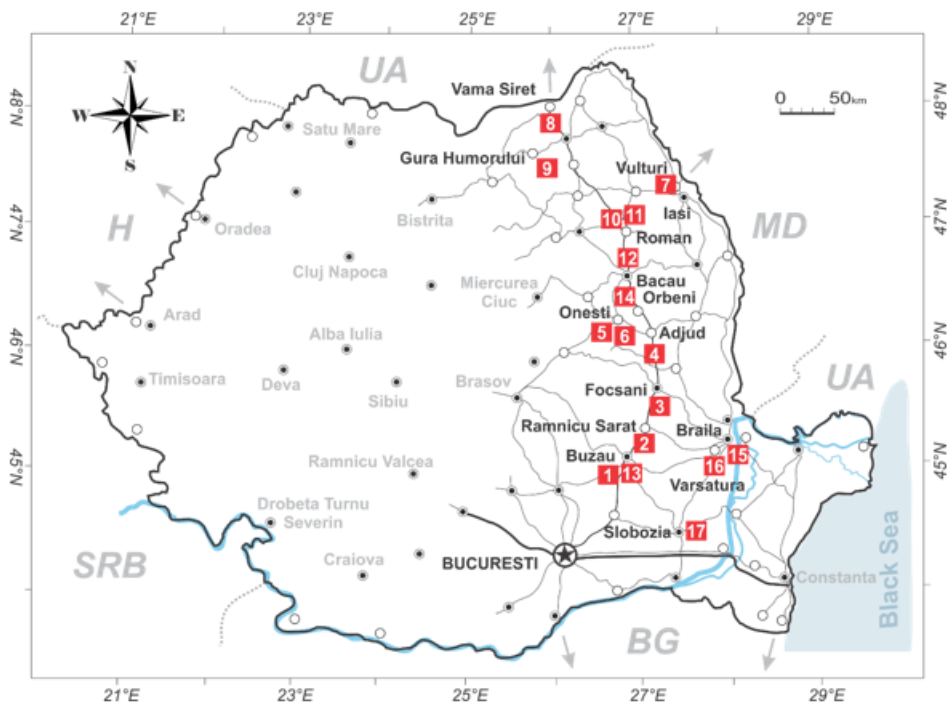 21°E 23°E 25°E 27°E 29°E
48°N
47°N
46°N
45°N
48°N
47°N
46°N
45°N
N
W E
S
0 50km
UA
H
MD
UA
SRB
BG
Black Sea
Vama Siret
8
Satu Mare
Gura Humorului
9
Vulturi
7
Iasi
Bistrita
Oradea
10
11
Roman
Cluj Napoca
12
Bacau
Miercurea
Ciuc
14
Orbeni
Onesti
5
6
Adjud
4
Arad
Alba Iulia
Timisoara
Deva
Sibiu
Brasov
Focsani
3
Ramnicu Sarat
2
Braila
15
16
Varsatura
Buzau
1
13
Ramnicu Valcea
Drobeta Turnu
Severin
Slobozia
17
BUCURESTI
Craiova
Constanta
21°E 23°E 25°E 27°E 29°E